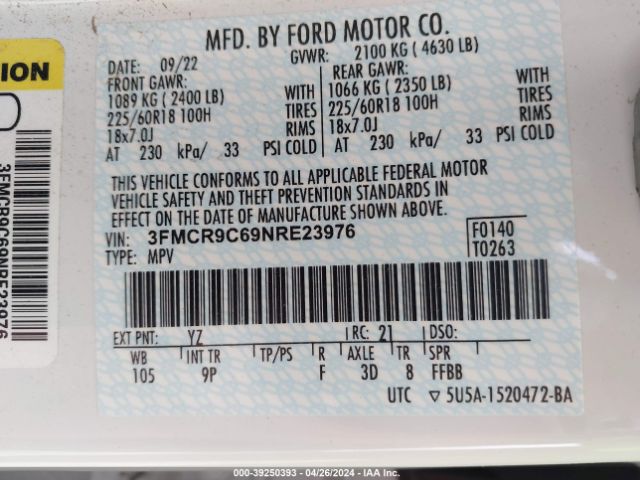 MFD. BY FORD MOTOR CO.
DATE: 09/22 GVWR: 2100 KG ( 4630 LB)
FRONT GAWR: REAR GAWR:
1089 KG ( 2400 LB) WITH 1066 KG ( 2350 LB) WITH
225/60R18 100H TIRES 225/60R18 100H TIRES
18x7.0J RIMS 18x7.0J RIMS
AT 230 kPa/ 33 PSI COLD AT 230 kPa/ 33 PSI COLD
THIS VEHICLE CONFORMS TO ALL APPLICABLE FEDERAL MOTOR
VEHICLE SAFETY AND THEFT PREVENTION STANDARDS IN
EFFECT ON THE DATE OF MANUFACTURE SHOWN ABOVE.
VIN: 3FMCR9C69NRE23976 F0140
TYPE: MPV T0263
EXT PNT: YZ RC: 21 DSO:
WB INT TR TP/PS R AXLE TR SPR
105 9P F 3D 8 FFBB
UTC ▽ 5U5A-1520472-BA
3FMCR9C69NRE23976
000 - 39250393 - 04/26/2024 - IAA Inc.